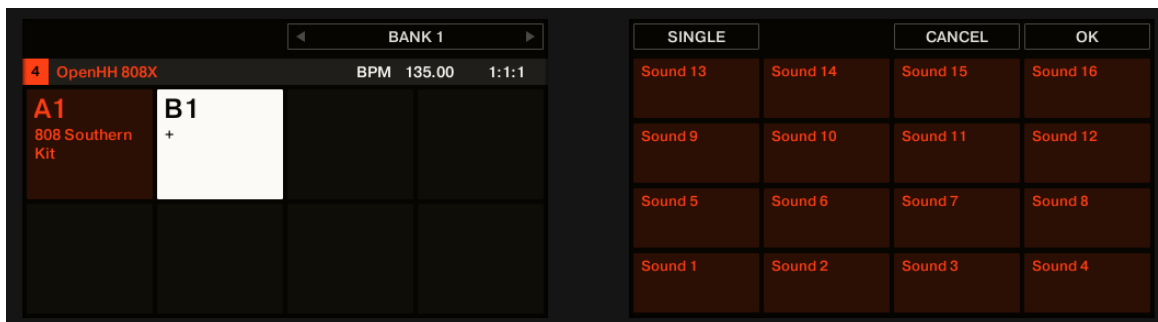 BANK 1
4 OpenHH 808X BPM 135.00 1:1:1
A1
808 Southern
Kit
B1
+
SINGLE CANCEL OK
Sound 13 Sound 14 Sound 15 Sound 16
Sound 9 Sound 10 Sound 11 Sound 12
Sound 5 Sound 6 Sound 7 Sound 8
Sound 1 Sound 2 Sound 3 Sound 4